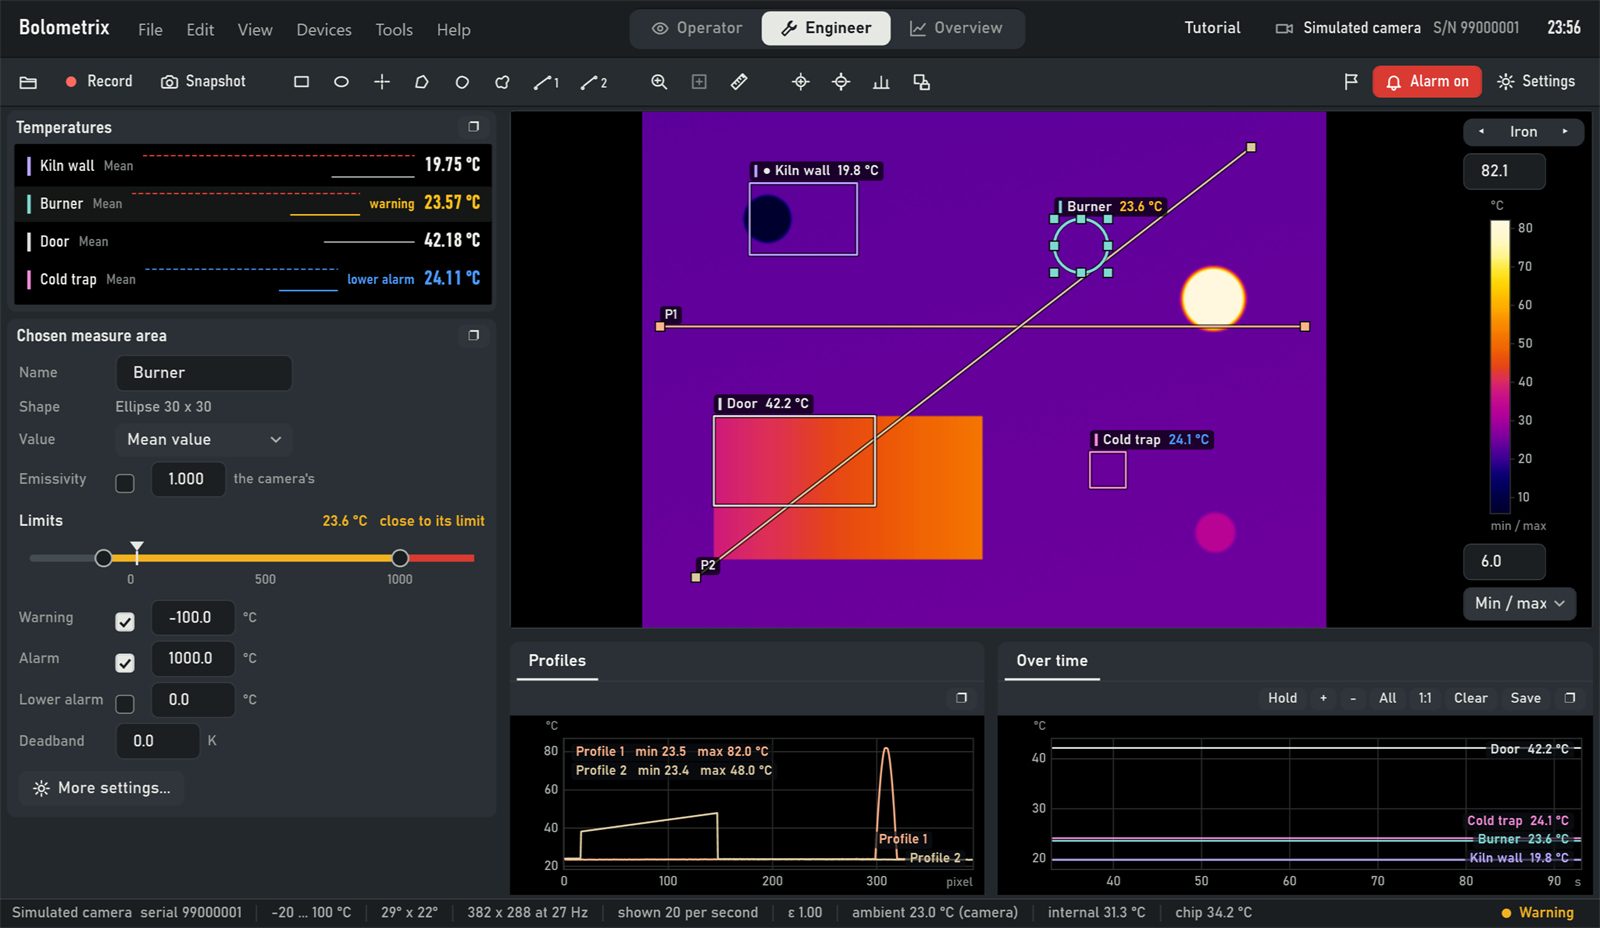 Bolometrix File Edit View Devices Tools Help Operator Engineer Overview Tutorial Simulated camera S/N 99000001 23:56
Record Snapshot 1 2 Alarm on Settings
Temperatures
Kiln wall Mean 19.75 °C
Burner Mean warning 23.57 °C
Door Mean 42.18 °C
Cold trap Mean lower alarm 24.11 °C
Chosen measure area
Name Burner
Shape Ellipse 30 x 30
Value Mean value
Emissivity 1.000 the camera's
Limits 23.6 °C close to its limit
0 500 1000
Warning -100.0 °C
Alarm 1000.0 °C
Lower alarm 0.0 °C
Deadband 0.0 K
More settings...
Kiln wall 19.8 °C
Burner 23.6 °C
P1
Door 42.2 °C
Cold trap 24.1 °C
P2
Iron
82.1
°C
80
70
60
50
40
30
20
10
min / max
6.0
Min / max
Profiles
°C
80
60
40
20
Profile 1 min 23.5 max 82.0 °C
Profile 2 min 23.4 max 48.0 °C
Profile 1
Profile 2
0 100 200 300 pixel
Over time
Hold + - All 1:1 Clear Save
°C
40
30
20
Door 42.2 °C
Cold trap 24.1 °C
Burner 23.6 °C
Kiln wall 19.8 °C
40 50 60 70 80 90 s
Simulated camera serial 99000001 -20 ... 100 °C 29° x 22° 382 x 288 at 27 Hz shown 20 per second ε 1.00 ambient 23.0 °C (camera) internal 31.3 °C chip 34.2 °C Warning